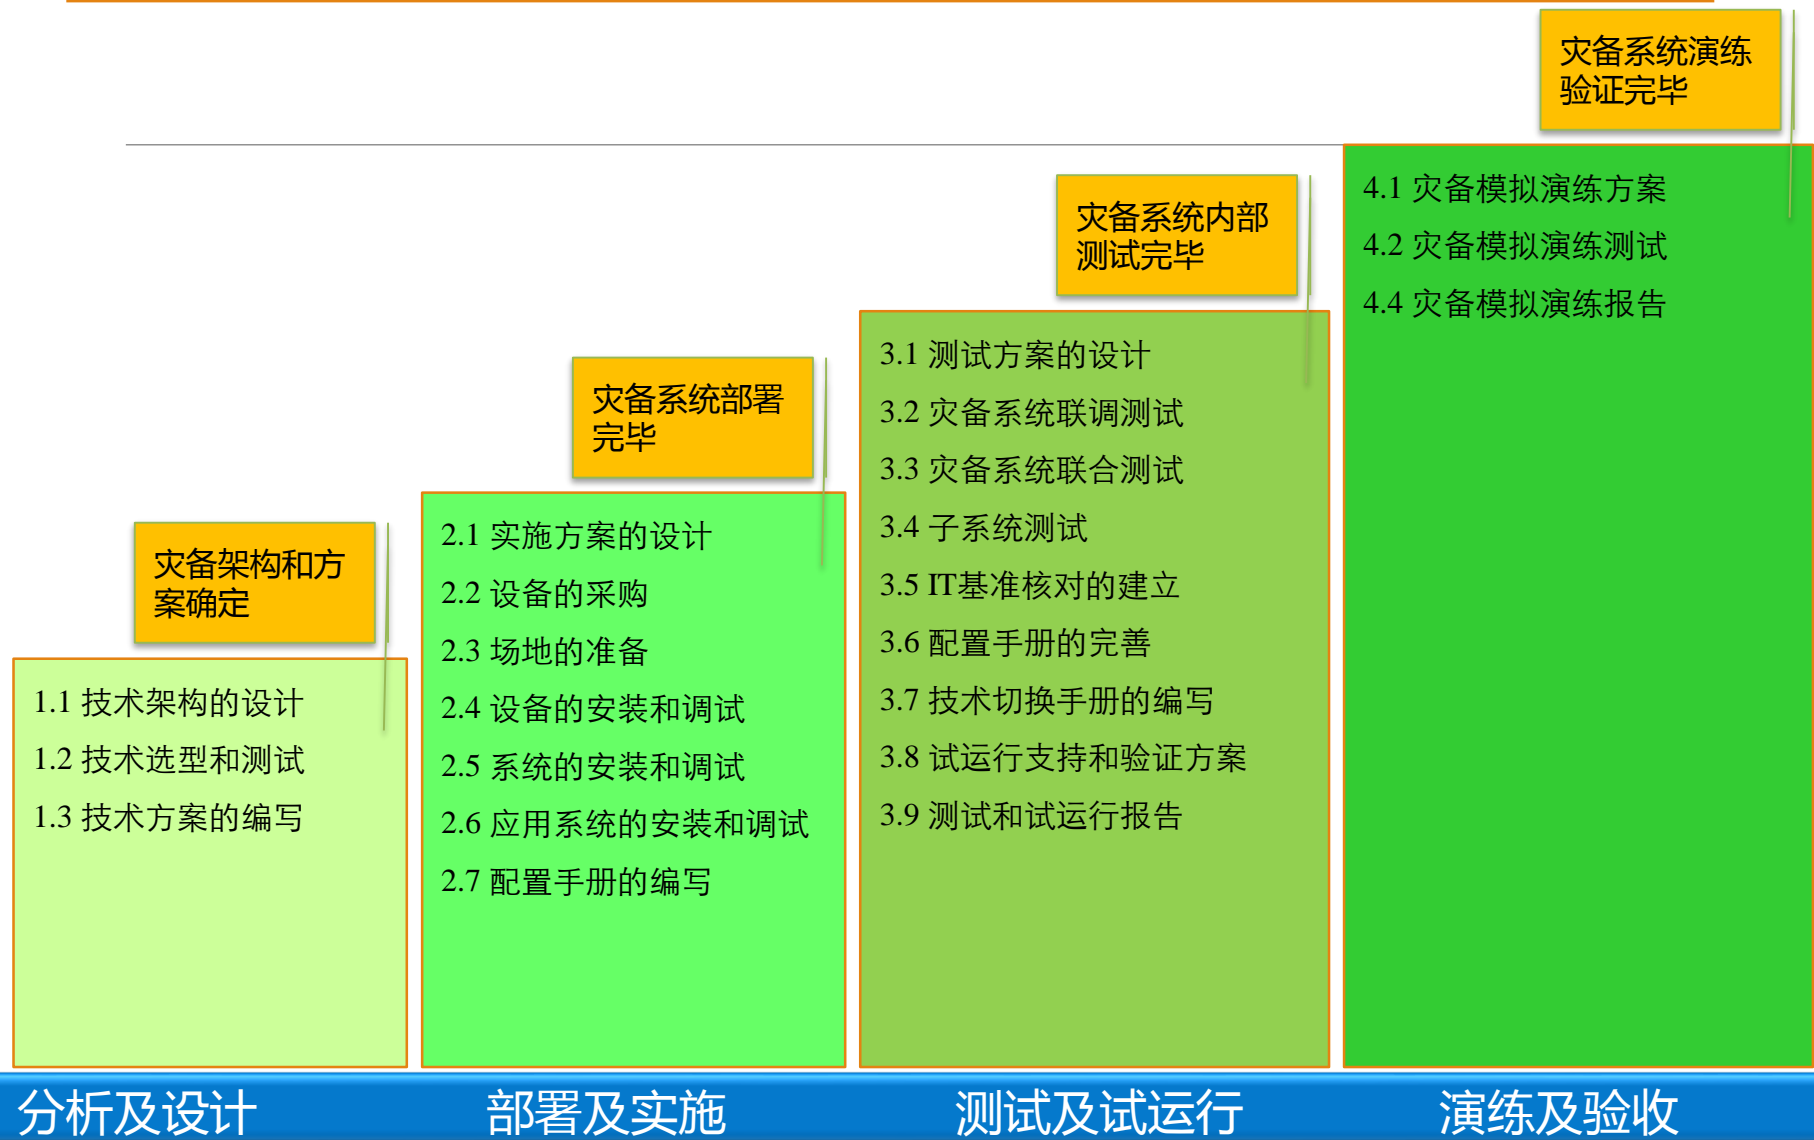 灾备架构和方
案确定
1.1 技术架构的设计
1.2 技术选型和测试
1.3 技术方案的编写
分析及设计
灾备系统部署
完毕
2.1 实施方案的设计
2.2 设备的采购
2.3 场地的准备
2.4 设备的安装和调试
2.5 系统的安装和调试
2.6 应用系统的安装和调试
2.7 配置手册的编写
部署及实施
灾备系统内部
测试完毕
3.1 测试方案的设计
3.2 灾备系统联调测试
3.3 灾备系统联合测试
3.4 子系统测试
3.5 IT基准核对的建立
3.6 配置手册的完善
3.7 技术切换手册的编写
3.8 试运行支持和验证方案
3.9 测试和试运行报告
测试及试运行
灾备系统演练
验证完毕
4.1 灾备模拟演练方案
4.2 灾备模拟演练测试
4.4 灾备模拟演练报告
演练及验收